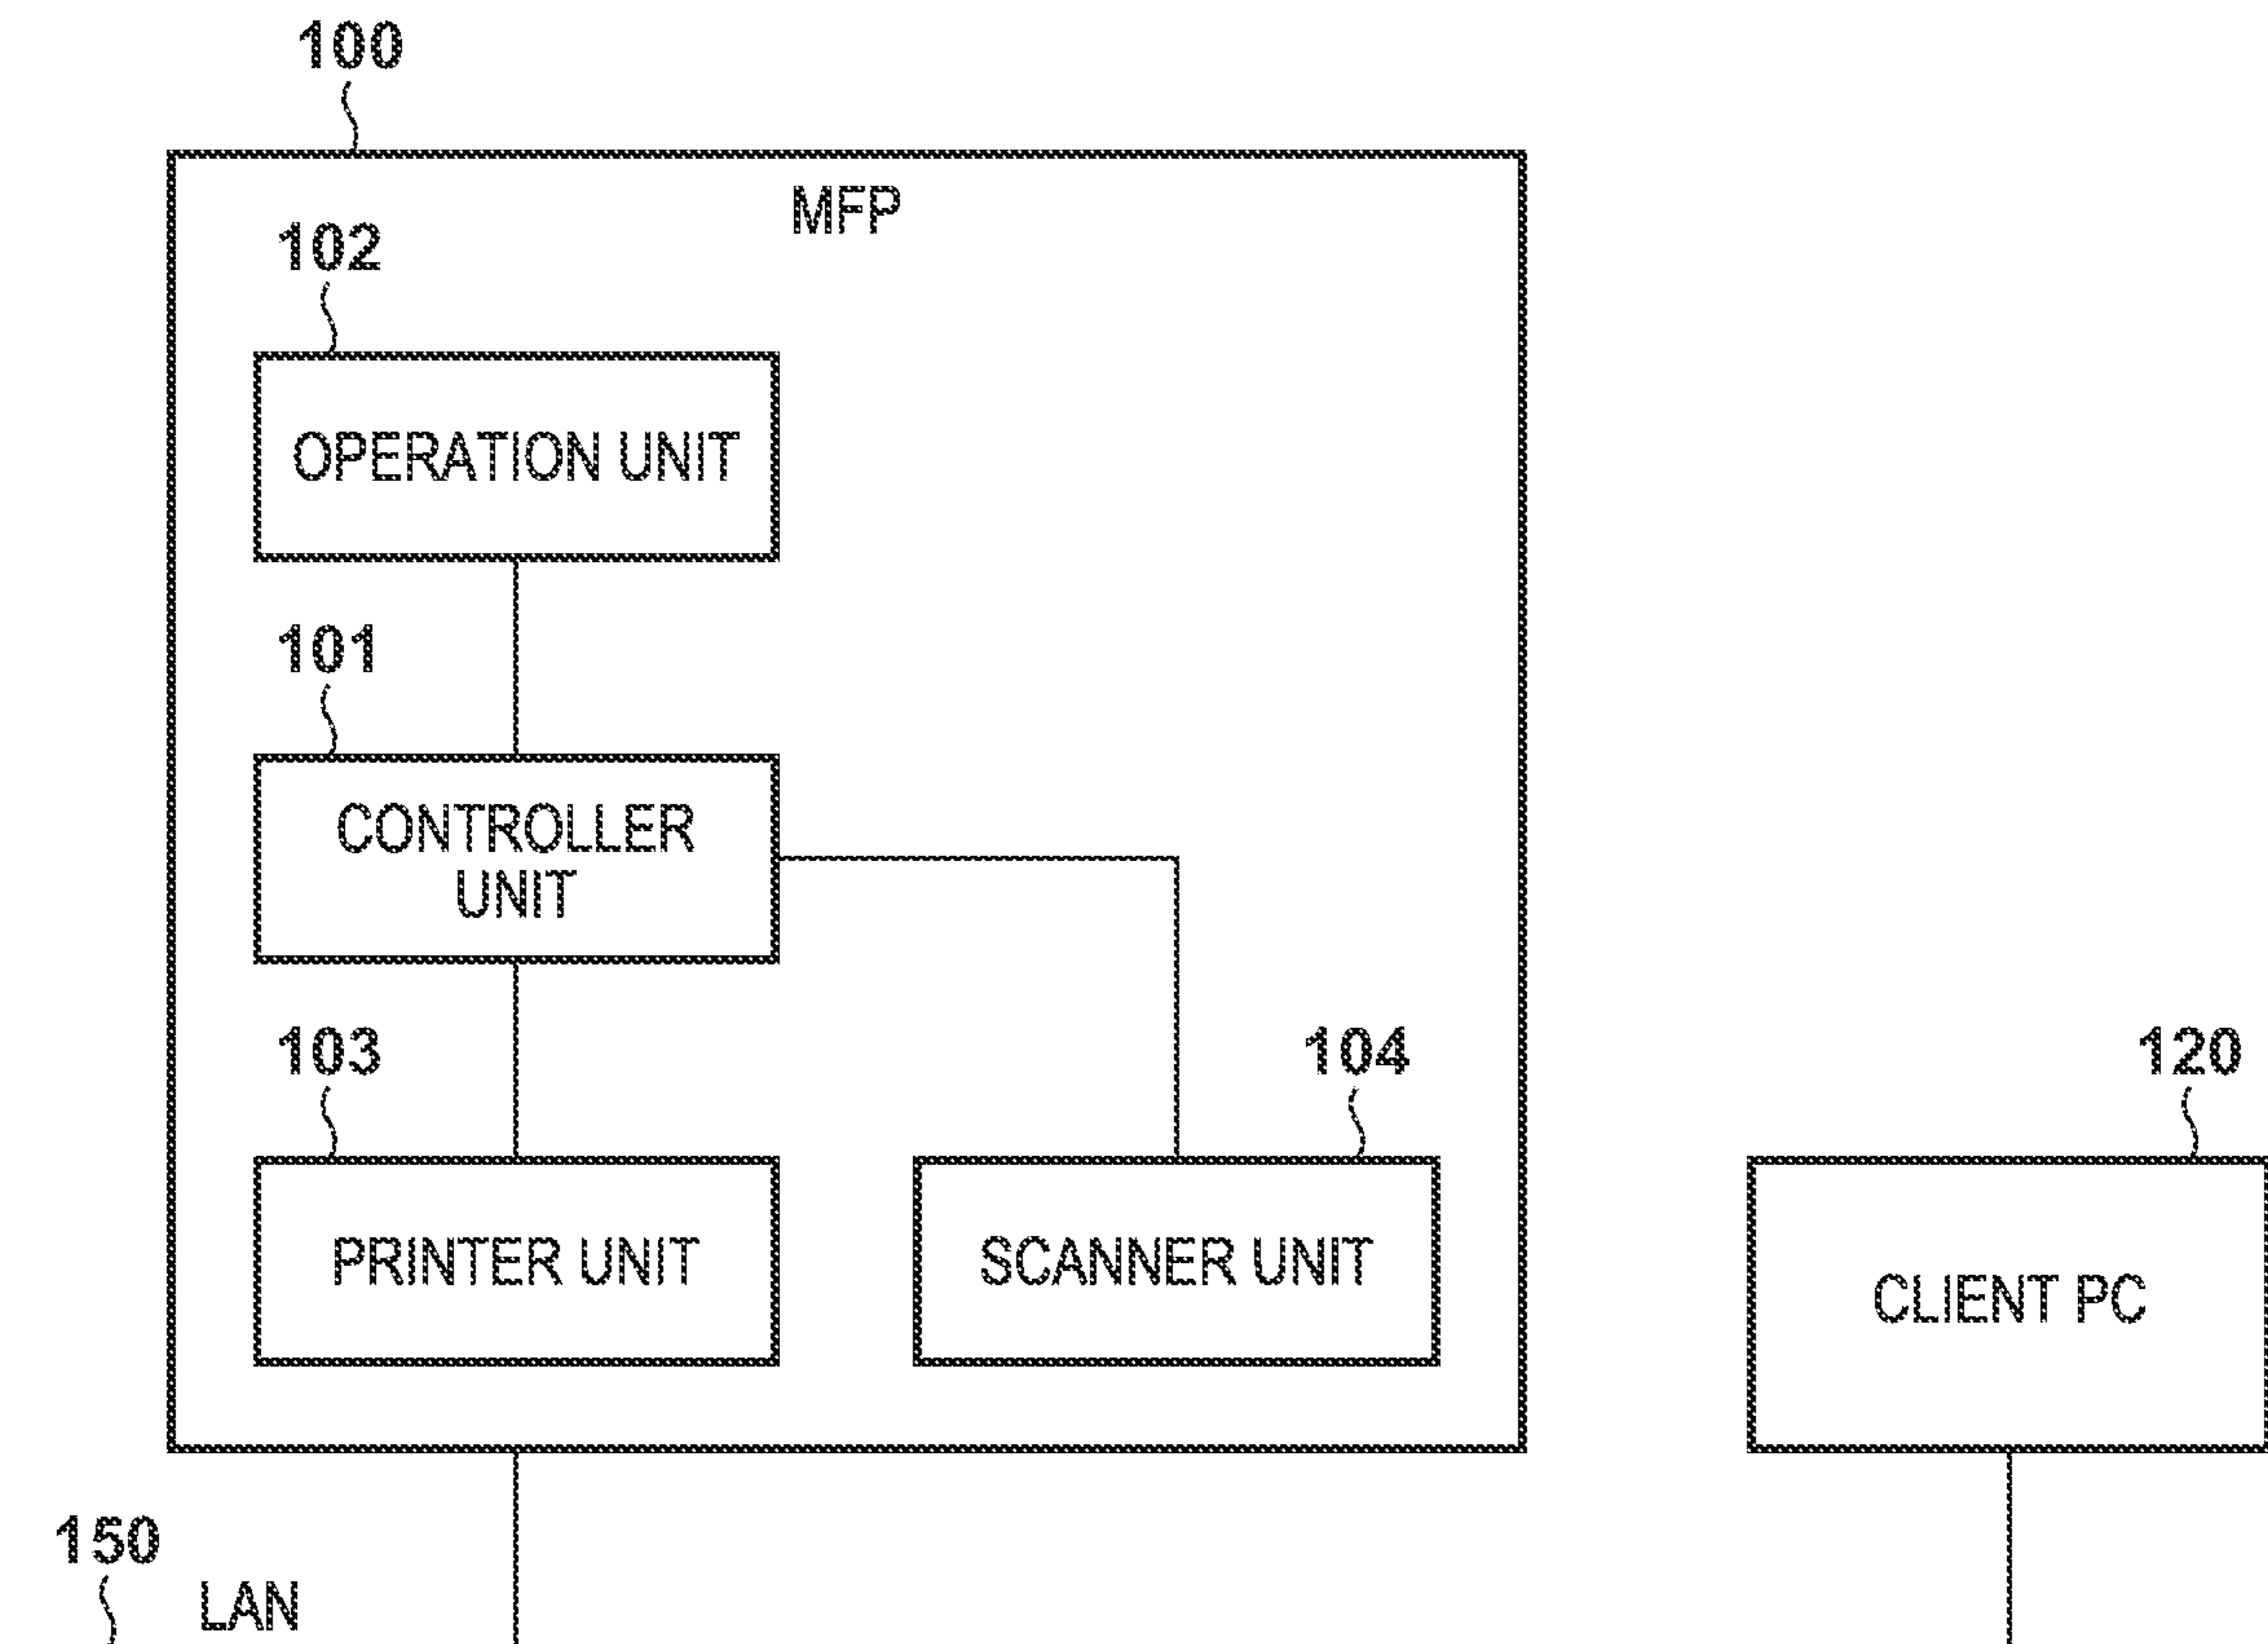 100
MFP
102
OPERATION UNIT
101
CONTROLLER
UNIT
103
PRINTER UNIT
104
SCANNER UNIT
120
CLIENT PC
150
LAN